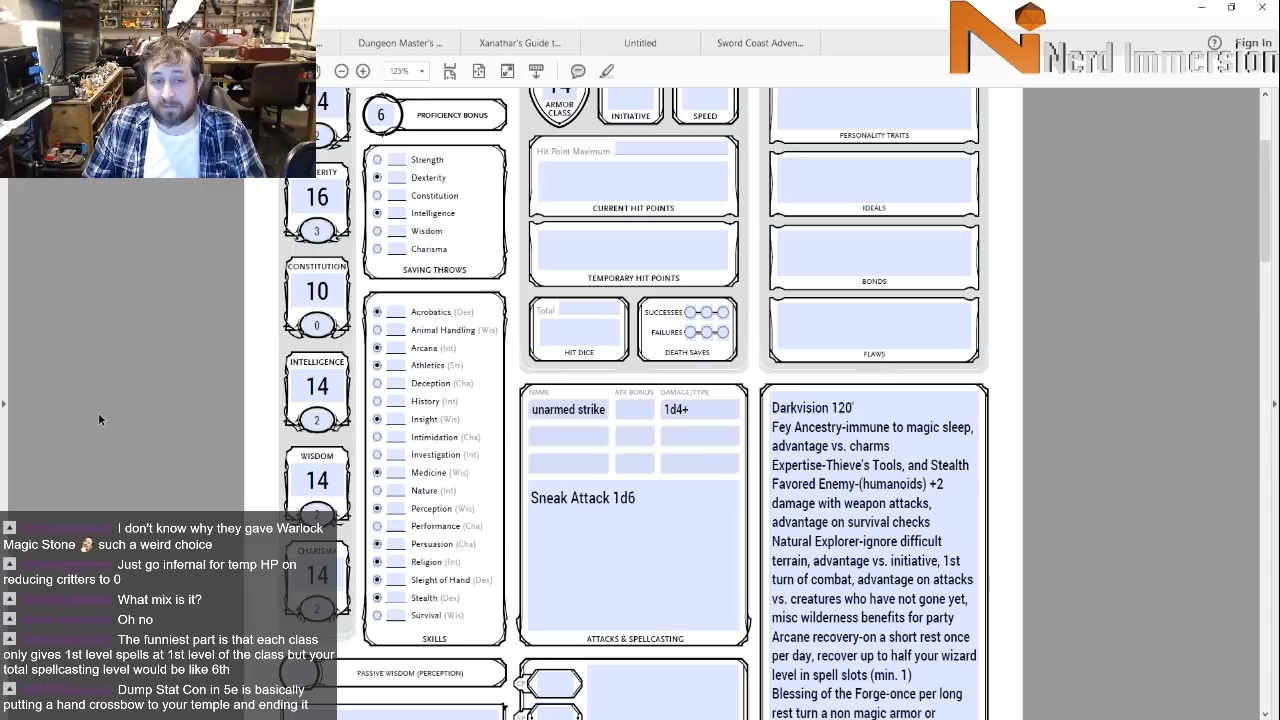 Dungeon Master's ...
Xanathar's Guide t...
Untitled
Sword Coast Adven...
Sign In
Nerd Immersion
125%
6 PROFICIENCY BONUS
Strength
Dexterity
Constitution
Intelligence
Wisdom
Charisma
SAVING THROWS
16
3
CONSTITUTION
10
0
INTELLIGENCE
14
2
WISDOM
14
CHARISMA
14
2
Acrobatics (Dex)
Animal Handling (Wis)
Arcana (Int)
Athletics (Str)
Deception (Cha)
History (Int)
Insight (Wis)
Intimidation (Cha)
Investigation (Int)
Medicine (Wis)
Nature (Int)
Perception (Wis)
Performance (Cha)
Persuasion (Cha)
Religion (Int)
Sleight of Hand (Dex)
Stealth (Dex)
Survival (Wis)
SKILLS
PASSIVE WISDOM (PERCEPTION)
ARMOR
CLASS
INITIATIVE
SPEED
Hit Point Maximum
CURRENT HIT POINTS
TEMPORARY HIT POINTS
Total
HIT DICE
SUCCESSES
FAILURES
DEATH SAVES
NAME ATK BONUS DAMAGE/TYPE
unarmed strike 1d4+
Sneak Attack 1d6
ATTACKS & SPELLCASTING
CP
PERSONALITY TRAITS
IDEALS
BONDS
FLAWS
Darkvision 120'
Fey Ancestry-immune to magic sleep,
advantage vs. charms
Expertise-Thieve's Tools, and Stealth
Favored Enemy-(humanoids) +2
damage with weapon attacks,
advantage on survival checks
Natural Explorer-ignore difficult
terrain, advantage vs. initiative, 1st
turn of combat, advantage on attacks
vs. creatures who have not gone yet,
misc wilderness benefits for party
Arcane recovery-on a short rest once
per day, recover up to half your wizard
level in spell slots (min. 1)
Blessing of the Forge-once per long
rest turn a non magic armor or
I don't know why they gave Warlock
Magic Stone such a weird choice
Just go infernal for temp HP on
reducing critters to 0
What mix is it?
Oh no
The funniest part is that each class
only gives 1st level spells at 1st level of the class but your
total spellcasting level would be like 6th
Dump Stat Con in 5e is basically
putting a hand crossbow to your temple and ending it